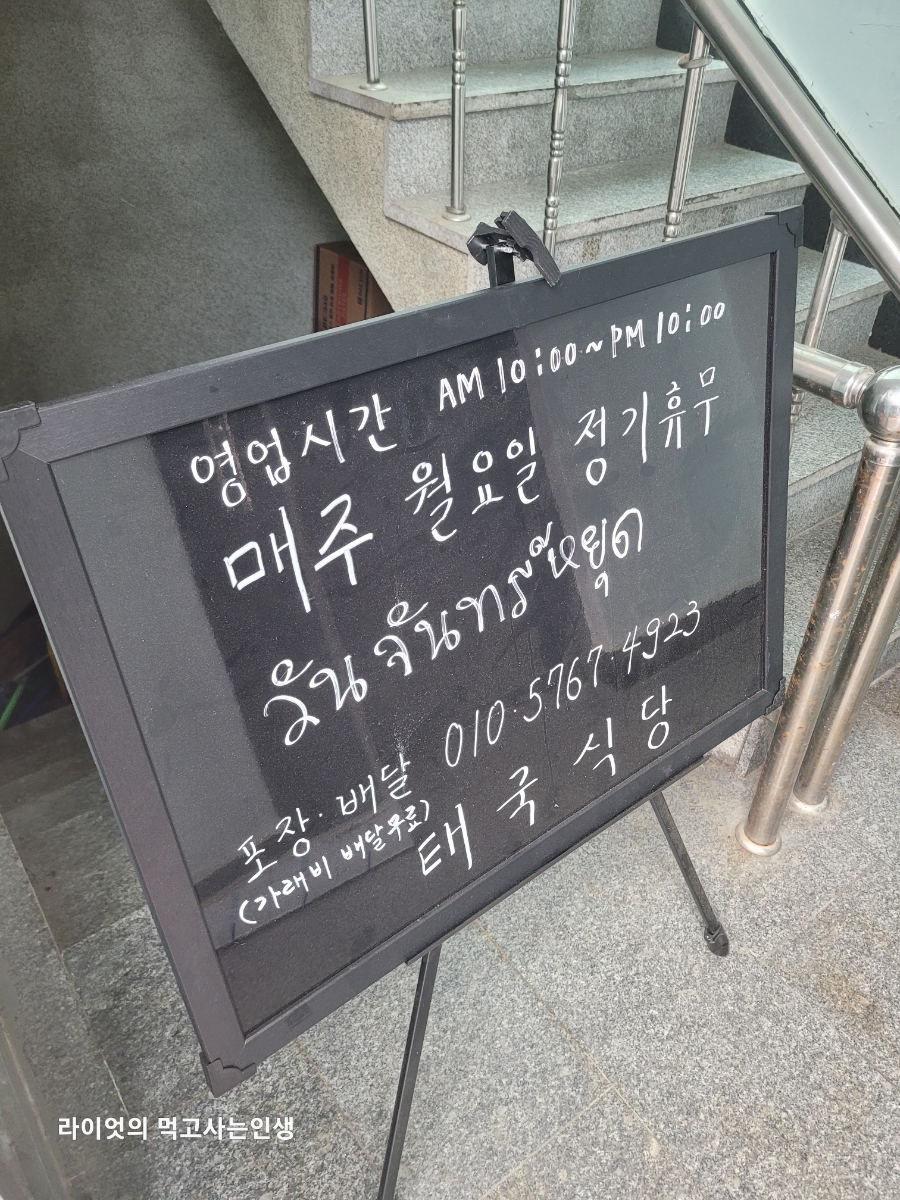 영업시간 AM 10:00~PM 10:00
매주 월요일 정기휴무
วันจันทร์หยุด
포장·배달 010·5767·4923
(가래비 배달무료)
태국식당
라이엇의 먹고사는인생